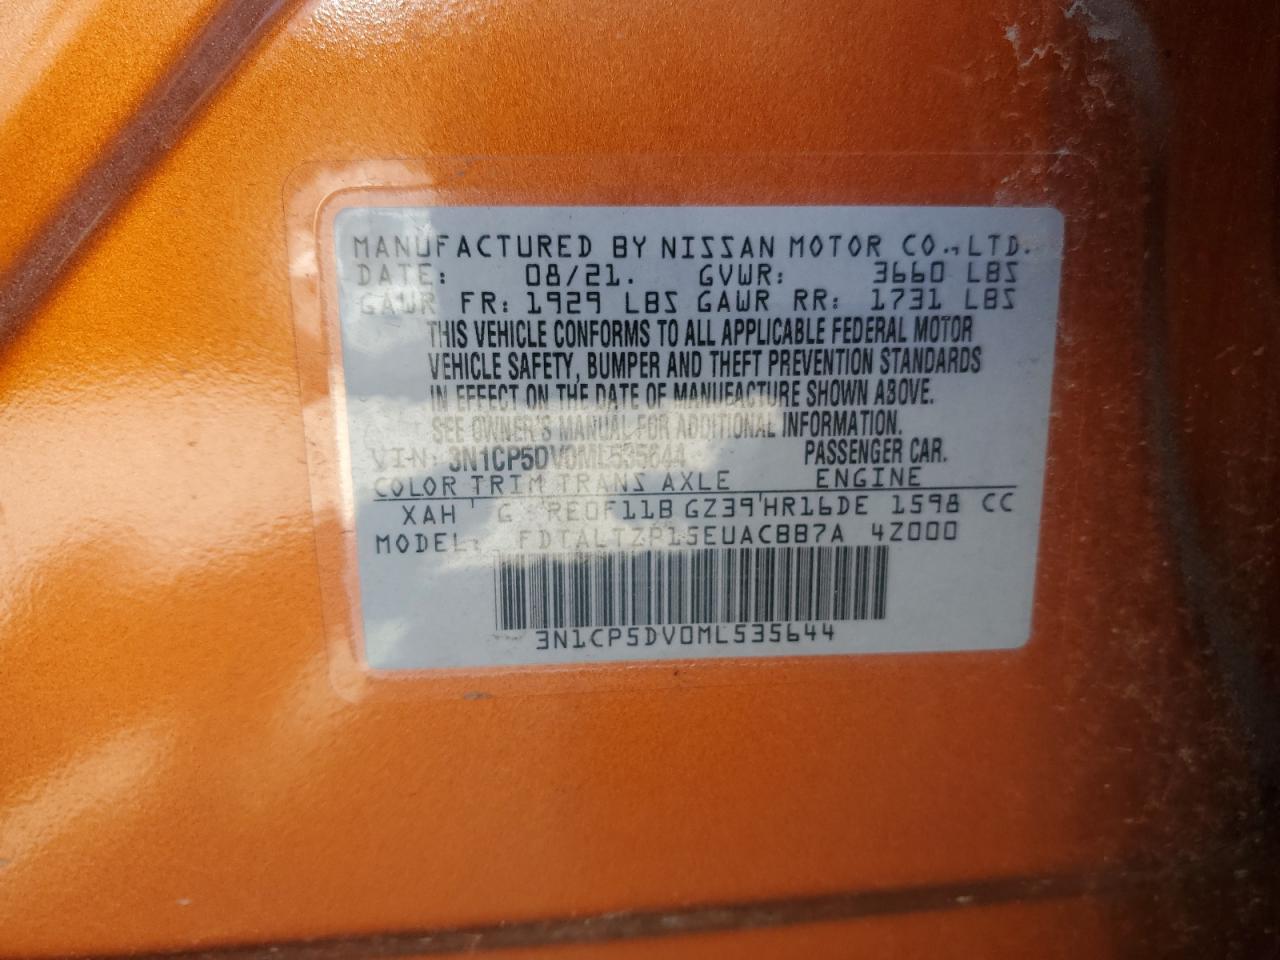 MANUFACTURED BY NISSAN MOTOR CO., LTD.
DATE: 08/21. GVWR: 3660 LBS
GAWR FR: 1929 LBS GAWR RR: 1731 LBS
THIS VEHICLE CONFORMS TO ALL APPLICABLE FEDERAL MOTOR
VEHICLE SAFETY, BUMPER AND THEFT PREVENTION STANDARDS
IN EFFECT ON THE DATE OF MANUFACTURE SHOWN ABOVE.
SEE OWNER'S MANUAL FOR ADDITIONAL INFORMATION.
VIN: 3N1CP5DV0ML535644 PASSENGER CAR.
COLOR TRIM TRANS AXLE ENGINE
XAH G RE0F11B GZ39 HR16DE 1598 CC
MODEL: 4Z000
3N1CP5DV0ML535644